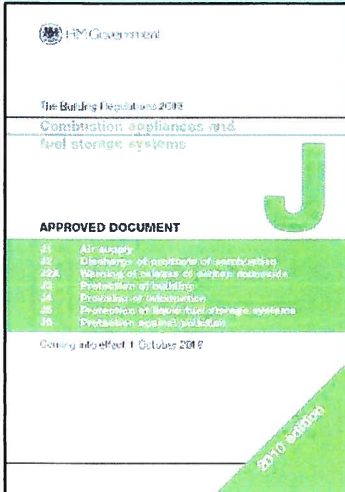 HM Government
The Building Regulations 2010
Combustion appliances and
fuel storage systems
J
APPROVED DOCUMENT
J1 Air supply
J2 Discharge of products of combustion
J2A Warning of release of carbon monoxide
J3 Protection of building
J4 Provision of information
J5 Protection of liquid fuel storage systems
J6 Protection against pollution
Coming into effect 1 October 2010
2010 edition